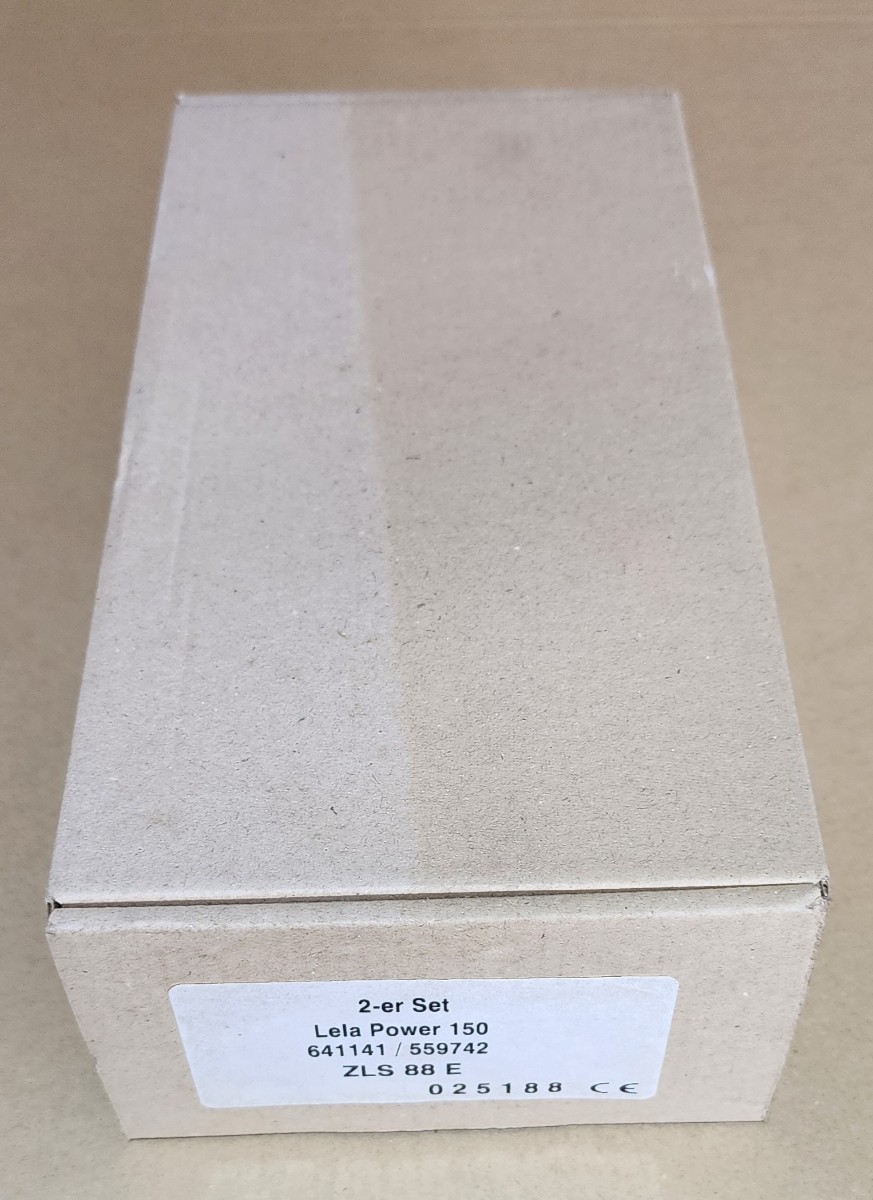 2-er Set
Lela Power 150
641141 / 559742
ZLS 88 E
025188 CE